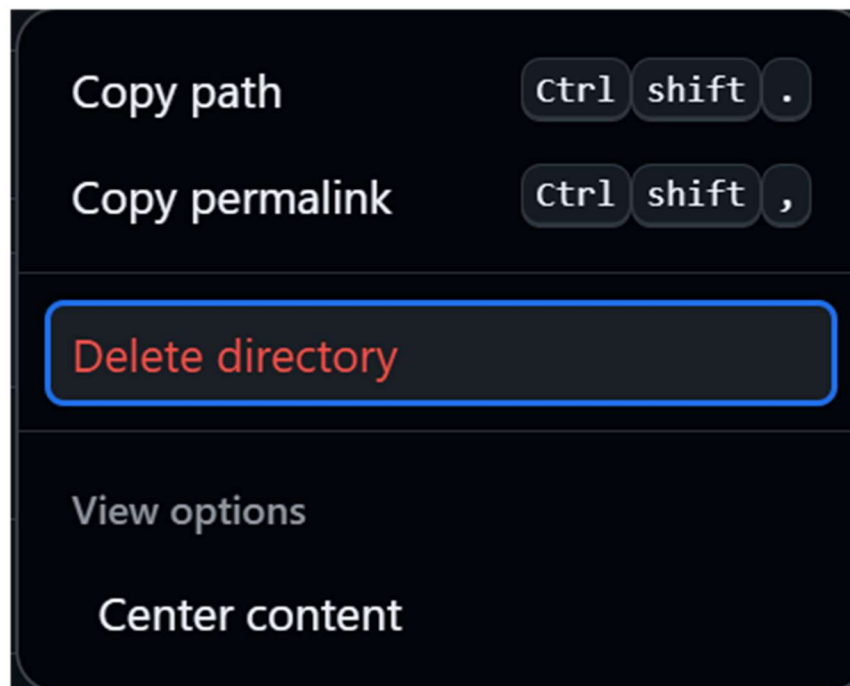 Copy path Ctrl shift .
Copy permalink Ctrl shift ,
Delete directory
View options
Center content